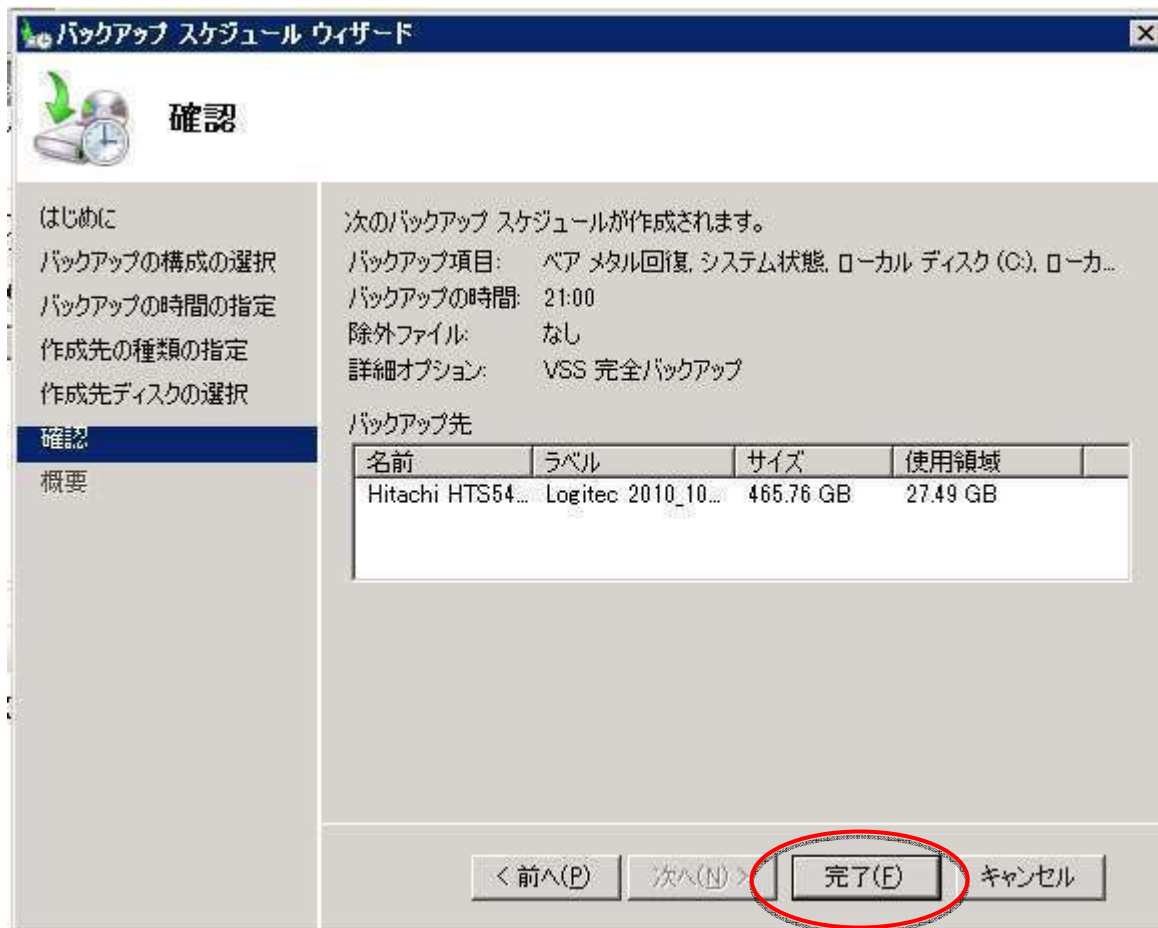 バックアップ スケジュール ウィザード
確認
はじめに
バックアップの構成の選択
バックアップの時間の指定
作成先の種類の指定
作成先ディスクの選択
確認
概要
次のバックアップ スケジュールが作成されます。
バックアップ項目: ベア メタル回復, システム状態, ローカル ディスク (C:), ローカ...
バックアップの時間: 21:00
除外ファイル: なし
詳細オプション: VSS 完全バックアップ
バックアップ先
名前 ラベル サイズ 使用領域
Hitachi HTS54... Logitec 2010_10... 465.76 GB 27.49 GB
< 前へ(P) 次へ(N) > 完了(F) キャンセル